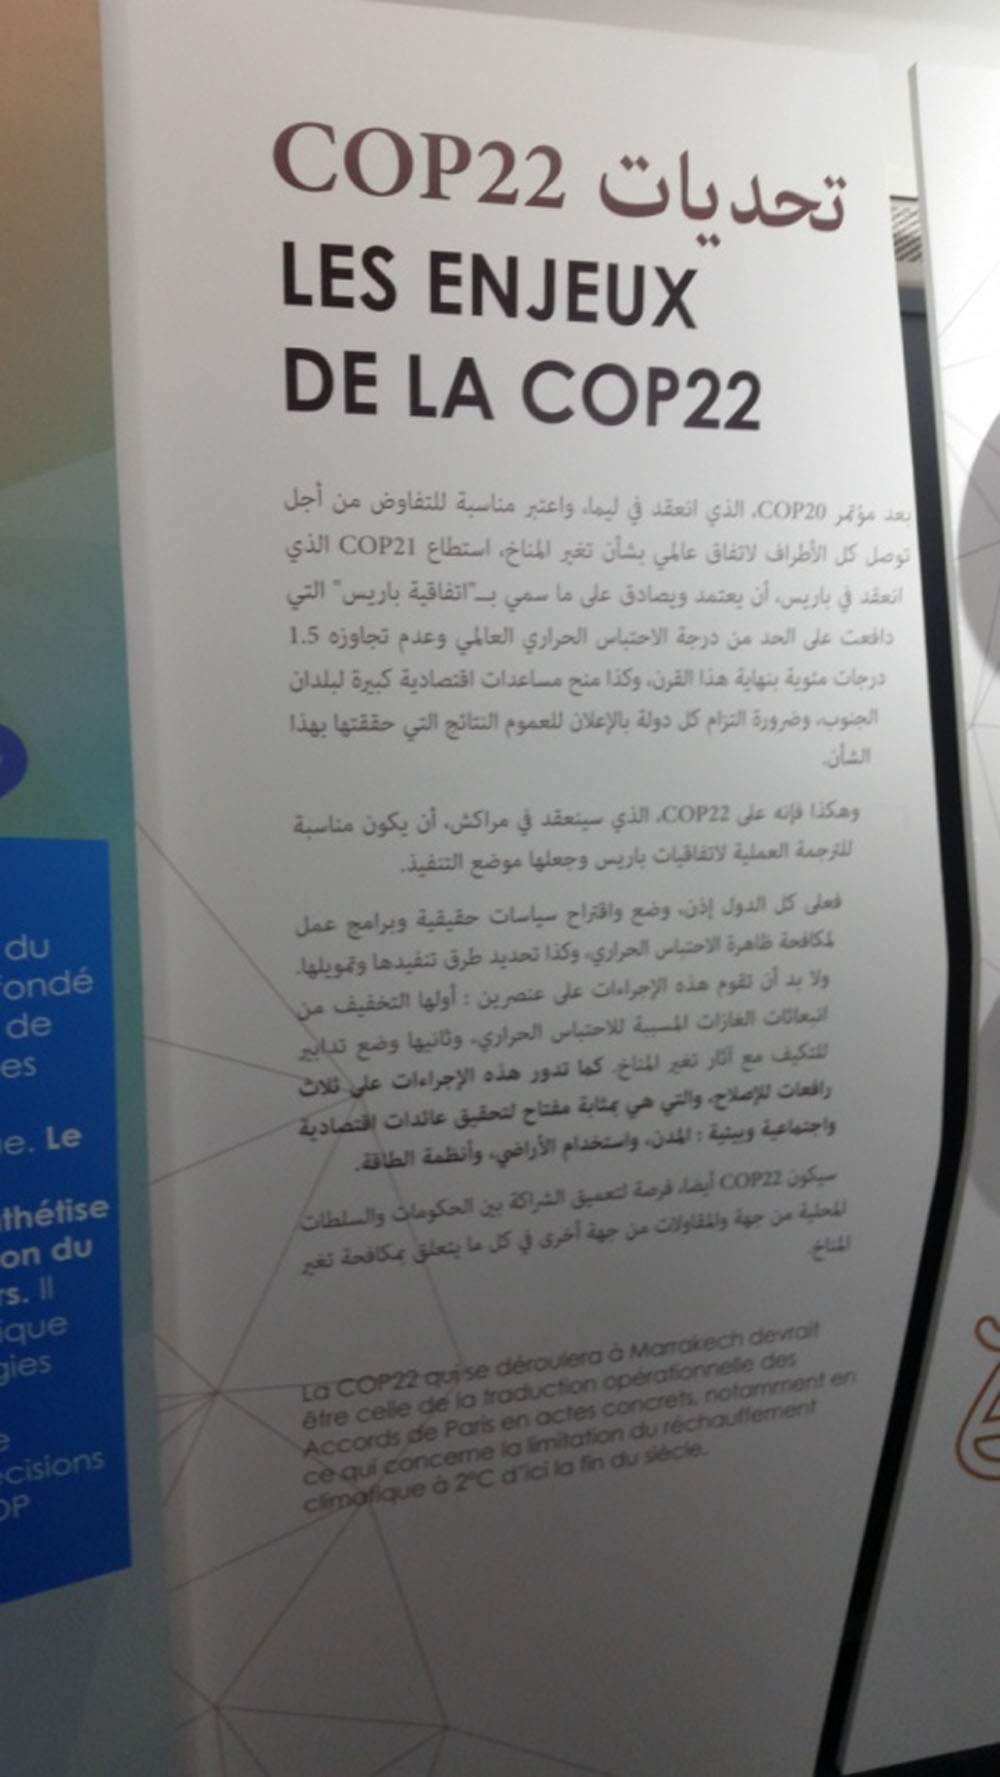 تحديات COP22
LES ENJEUX
DE LA COP22
بعد مؤتمر COP20، الذي انعقد في ليما، واعتبر مناسبة للتفاوض من أجل
توصل كل الأطراف لاتفاق عالمي بشأن تغير المناخ، استطاع COP21 الذي
انعقد في باريس، أن يعتمد ويصادق على ما سمي بـ"اتفاقية باريس" التي
دافعت على الحد من درجة الاحتباس الحراري العالمي وعدم تجاوزه 1.5
درجات مئوية بنهاية هذا القرن، وكذا منح مساعدات اقتصادية كبيرة لبلدان
الجنوب، وضرورة التزام كل دولة بالإعلان للعموم النتائج التي حققتها بهذا
الشأن.
وهكذا فإنه على COP22، الذي سينعقد في مراكش، أن يكون مناسبة
للترجمة العملية لاتفاقيات باريس وجعلها موضع التنفيذ.
فعلى كل الدول إذن، وضع واقتراح سياسات حقيقية وبرامج عمل
لمكافحة ظاهرة الاحتباس الحراري، وكذا تحديد طرق تنفيدها وتمويلها.
ولا بد أن تقوم هذه الإجراءات على عنصرين : أولها التخفيف من
انبعاثات الغازات المسببة للاحتباس الحراري، وثانيها وضع تدابير
للتكيف مع آثار تغير المناخ. كما تدور هذه الإجراءات على ثلاث
رافعات للإصلاح، والتي هي بمثابة مفتاح لتحقيق عائدات اقتصادية
واجتماعية وبيئية : المدن، واستخدام الأراضي، وأنظمة الطاقة.
سيكون COP22 أيضا، فرصة لتعميق الشراكة بين الحكومات والسلطات
المحلية من جهة والمقاولات من جهة أخرى في كل ما يتعلق بمكافحة تغير
المناخ.
La COP22 qui se déroulera à Marrakech devrait
être celle de la traduction opérationnelle des
Accords de Paris en actes concrets, notamment en
ce qui concerne la limitation du réchauffement
climatique à 2°C d'ici la fin du siècle.
du
fondé
de
es
e. Le
thétise
on du
rs. Il
ique
gies
e
écisions
OP